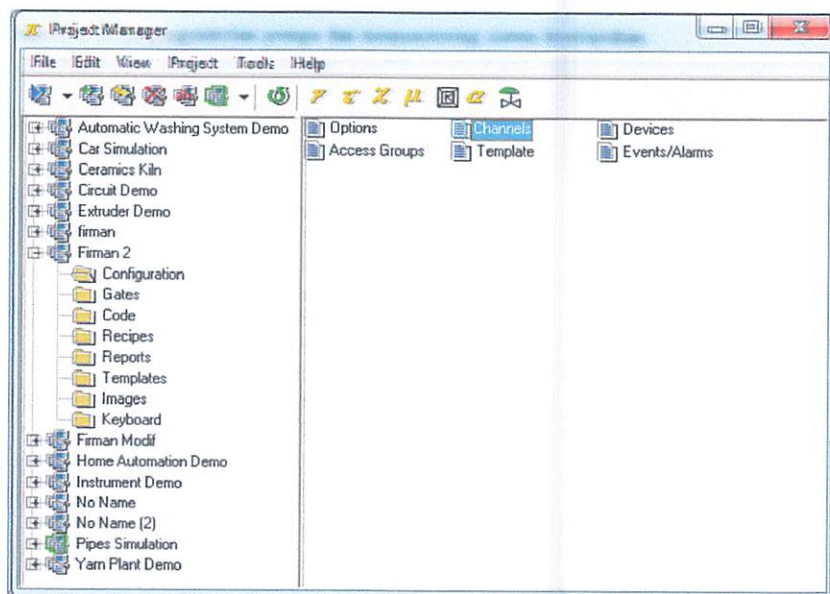 Project Manager
File Edit View Project Tools Help
Automatic Washing System Demo
Car Simulation
Ceramics Kiln
Circuit Demo
Extruder Demo
firman
Firman 2
Configuration
Gates
Code
Recipes
Reports
Templates
Images
Keyboard
Firman Modif
Home Automation Demo
Instrument Demo
No Name
No Name (2)
Pipes Simulation
Yarn Plant Demo
Options Channels Devices
Access Groups Template Events/Alarms